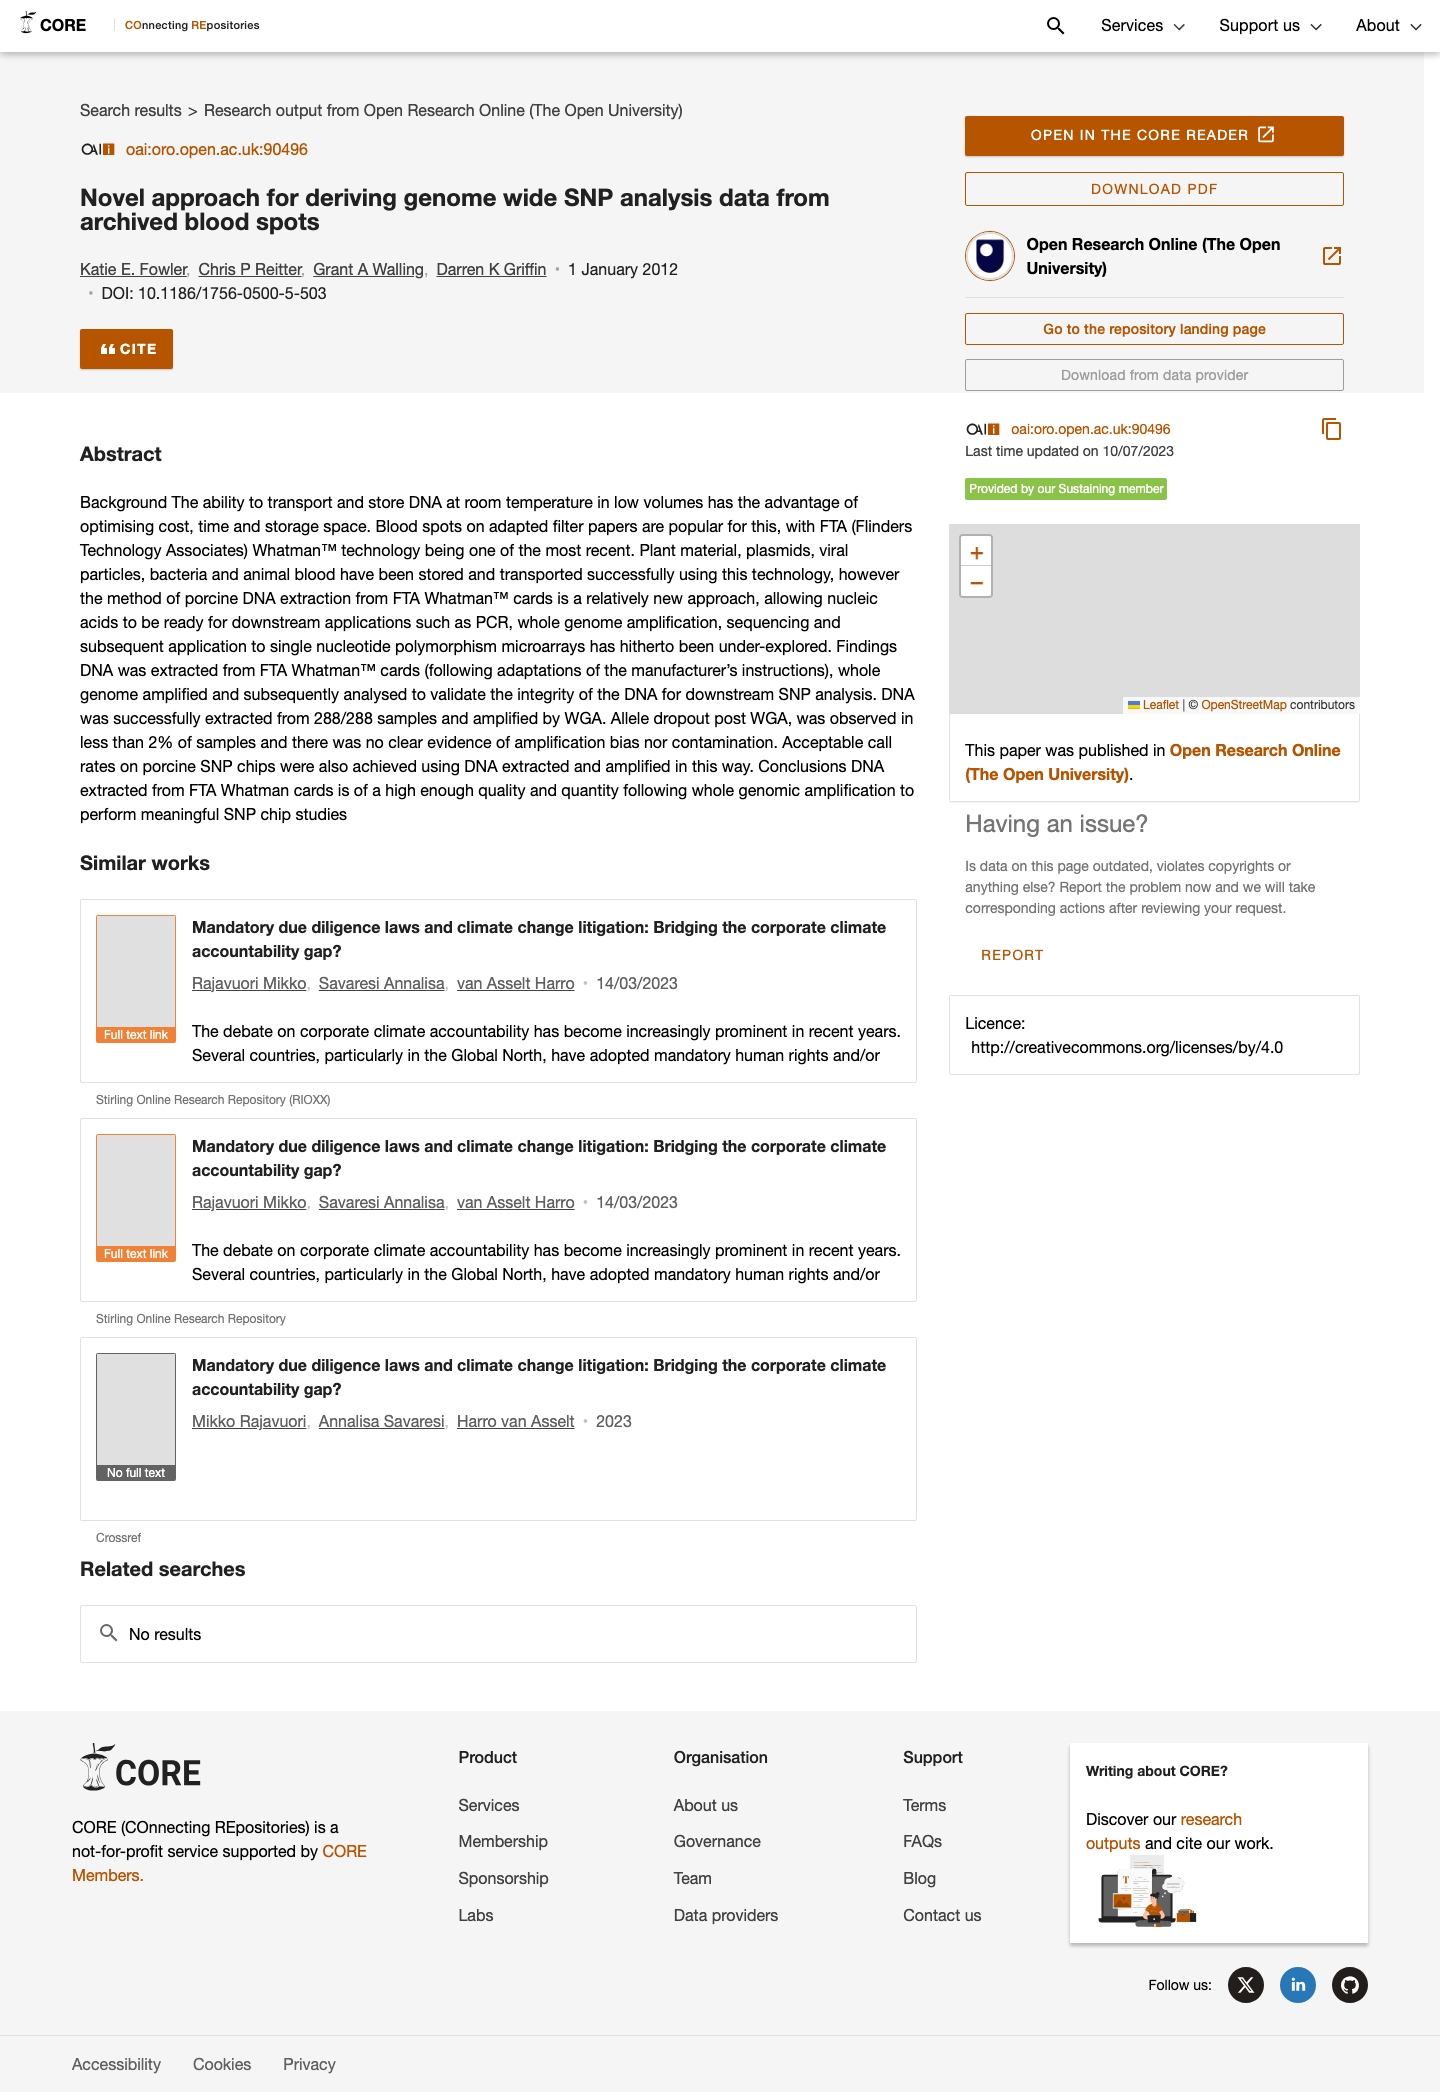 CORE
COnnecting REpositories
Services
Support us
About
Search results > Research output from Open Research Online (The Open University)
OAI oai:oro.open.ac.uk:90496
Novel approach for deriving genome wide SNP analysis data from
archived blood spots
Katie E. Fowler, Chris P Reitter, Grant A Walling, Darren K Griffin • 1 January 2012
• DOI: 10.1186/1756-0500-5-503
CITE
OPEN IN THE CORE READER
DOWNLOAD PDF
Open Research Online (The Open
University)
Go to the repository landing page
Download from data provider
OAI oai:oro.open.ac.uk:90496
Last time updated on 10/07/2023
Provided by our Sustaining member
+
−
Leaflet | © OpenStreetMap contributors
This paper was published in Open Research Online
(The Open University).
Having an issue?
Is data on this page outdated, violates copyrights or
anything else? Report the problem now and we will take
corresponding actions after reviewing your request.
REPORT
Licence:
http://creativecommons.org/licenses/by/4.0
Abstract
Background The ability to transport and store DNA at room temperature in low volumes has the advantage of
optimising cost, time and storage space. Blood spots on adapted filter papers are popular for this, with FTA (Flinders
Technology Associates) Whatman™ technology being one of the most recent. Plant material, plasmids, viral
particles, bacteria and animal blood have been stored and transported successfully using this technology, however
the method of porcine DNA extraction from FTA Whatman™ cards is a relatively new approach, allowing nucleic
acids to be ready for downstream applications such as PCR, whole genome amplification, sequencing and
subsequent application to single nucleotide polymorphism microarrays has hitherto been under-explored. Findings
DNA was extracted from FTA Whatman™ cards (following adaptations of the manufacturer’s instructions), whole
genome amplified and subsequently analysed to validate the integrity of the DNA for downstream SNP analysis. DNA
was successfully extracted from 288/288 samples and amplified by WGA. Allele dropout post WGA, was observed in
less than 2% of samples and there was no clear evidence of amplification bias nor contamination. Acceptable call
rates on porcine SNP chips were also achieved using DNA extracted and amplified in this way. Conclusions DNA
extracted from FTA Whatman cards is of a high enough quality and quantity following whole genomic amplification to
perform meaningful SNP chip studies
Similar works
Mandatory due diligence laws and climate change litigation: Bridging the corporate climate
accountability gap?
Rajavuori Mikko, Savaresi Annalisa, van Asselt Harro • 14/03/2023
The debate on corporate climate accountability has become increasingly prominent in recent years.
Several countries, particularly in the Global North, have adopted mandatory human rights and/or
Full text link
Stirling Online Research Repository (RIOXX)
Mandatory due diligence laws and climate change litigation: Bridging the corporate climate
accountability gap?
Rajavuori Mikko, Savaresi Annalisa, van Asselt Harro • 14/03/2023
The debate on corporate climate accountability has become increasingly prominent in recent years.
Several countries, particularly in the Global North, have adopted mandatory human rights and/or
Full text link
Stirling Online Research Repository
Mandatory due diligence laws and climate change litigation: Bridging the corporate climate
accountability gap?
Mikko Rajavuori, Annalisa Savaresi, Harro van Asselt • 2023
No full text
Crossref
Related searches
No results
CORE
CORE (COnnecting REpositories) is a
not-for-profit service supported by CORE
Members.
Product
Services
Membership
Sponsorship
Labs
Organisation
About us
Governance
Team
Data providers
Support
Terms
FAQs
Blog
Contact us
Writing about CORE?
Discover our research
outputs and cite our work.
T
Follow us:
in
Accessibility
Cookies
Privacy